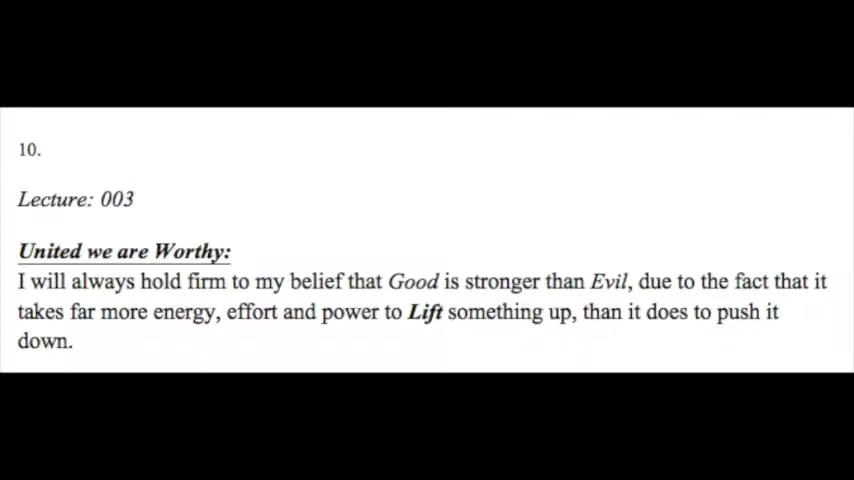 10.
Lecture: 003
United we are Worthy:
I will always hold firm to my belief that Good is stronger than Evil, due to the fact that it
takes far more energy, effort and power to Lift something up, than it does to push it
down.